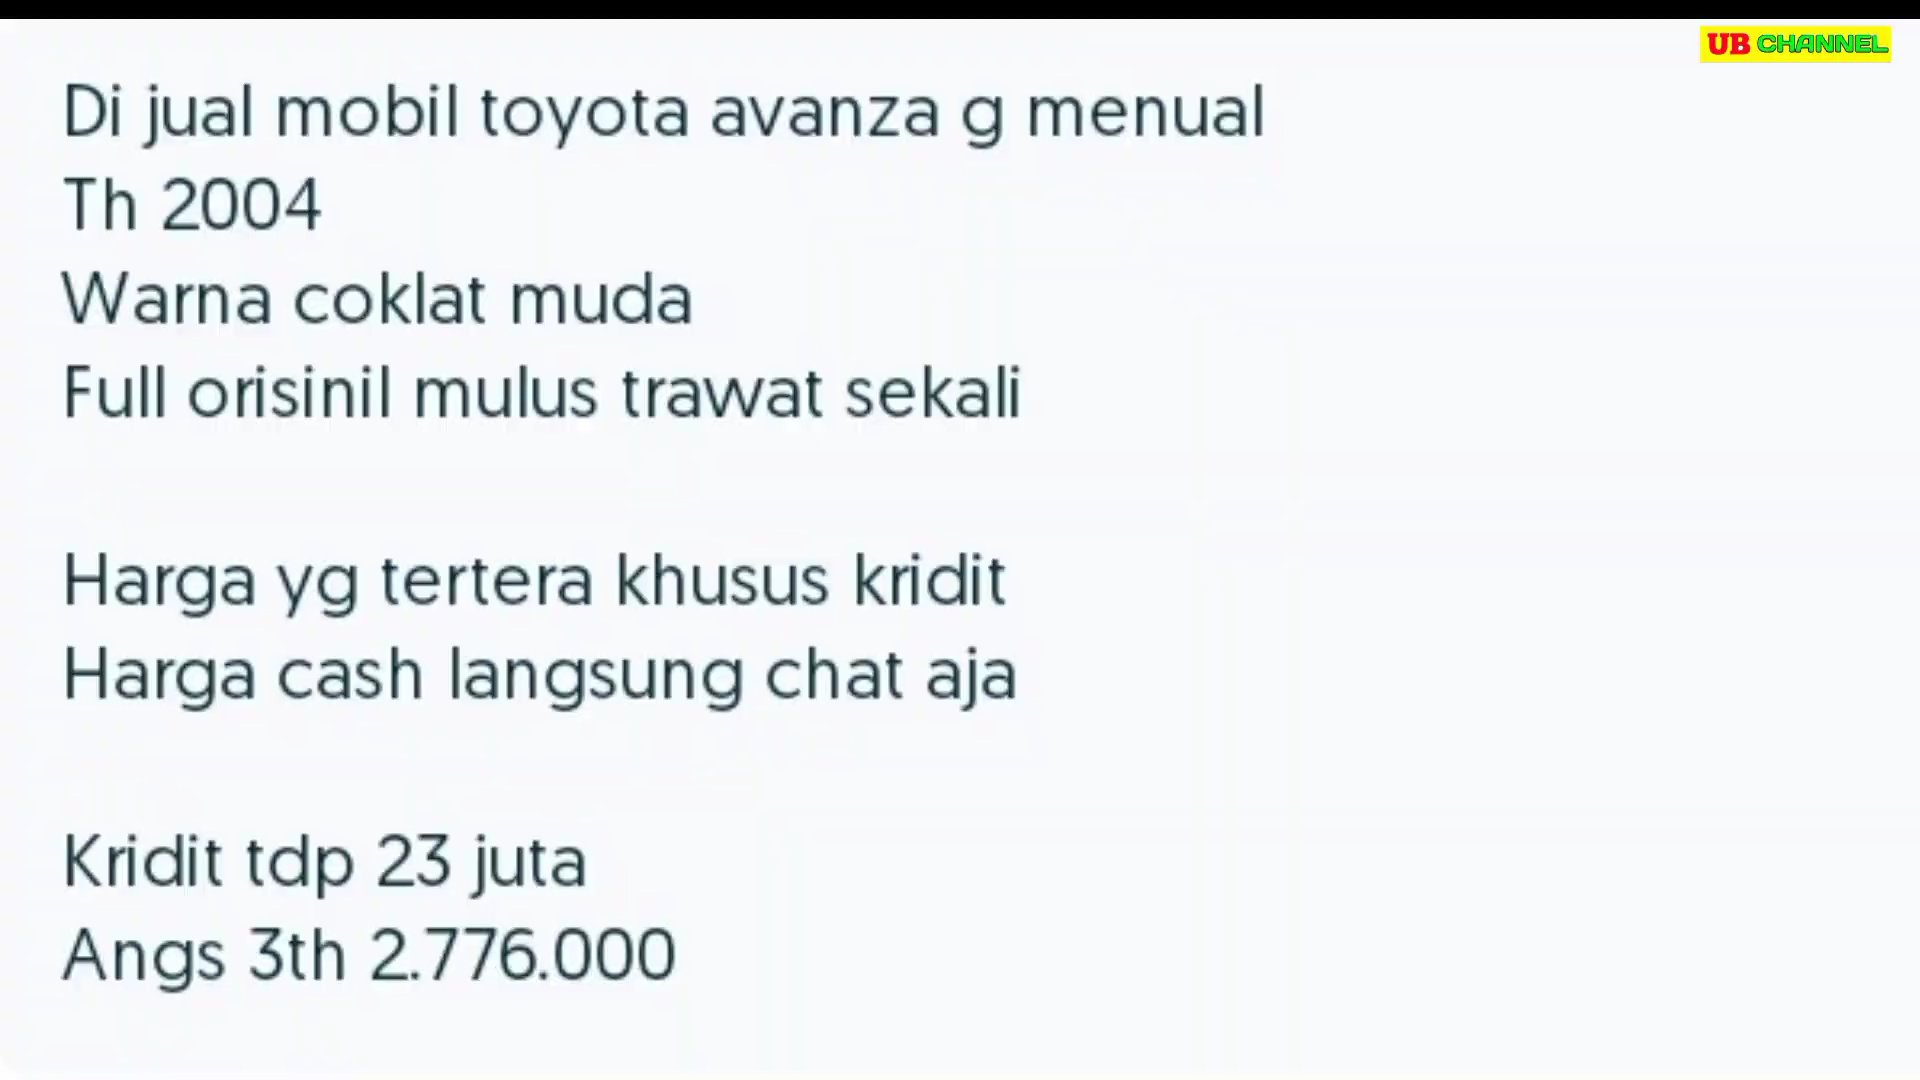 UB CHANNEL
Di jual mobil toyota avanza g menual
Th 2004
Warna coklat muda
Full orisinil mulus trawat sekali
Harga yg tertera khusus kridit
Harga cash langsung chat aja
Kridit tdp 23 juta
Angs 3th 2.776.000